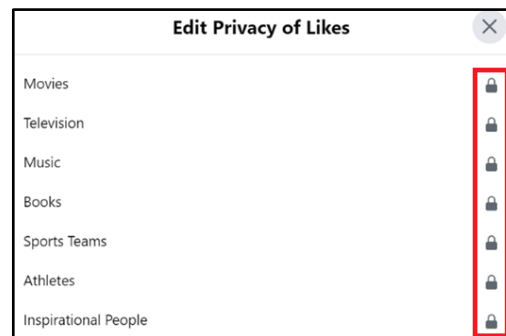 Edit Privacy of Likes
Movies
Television
Music
Books
Sports Teams
Athletes
Inspirational People